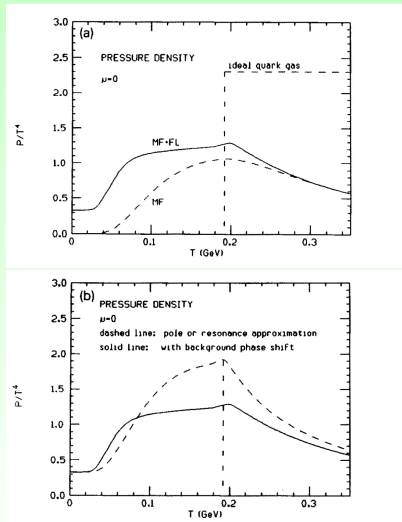 (a)
PRESSURE DENSITY
μ=0
ideal quark gas
MF+FL
MF
P/T⁴
3.0
2.5
2.0
1.5
1.0
0.5
0.0
0
0.1
0.2
0.3
T (GeV)
(b)
PRESSURE DENSITY
μ=0
dashed line: pole or resonance approximation
solid line: with background phase shift
P/T⁴
3.0
2.5
2.0
1.5
1.0
0.5
0.0
0
0.1
0.2
0.3
T (GeV)